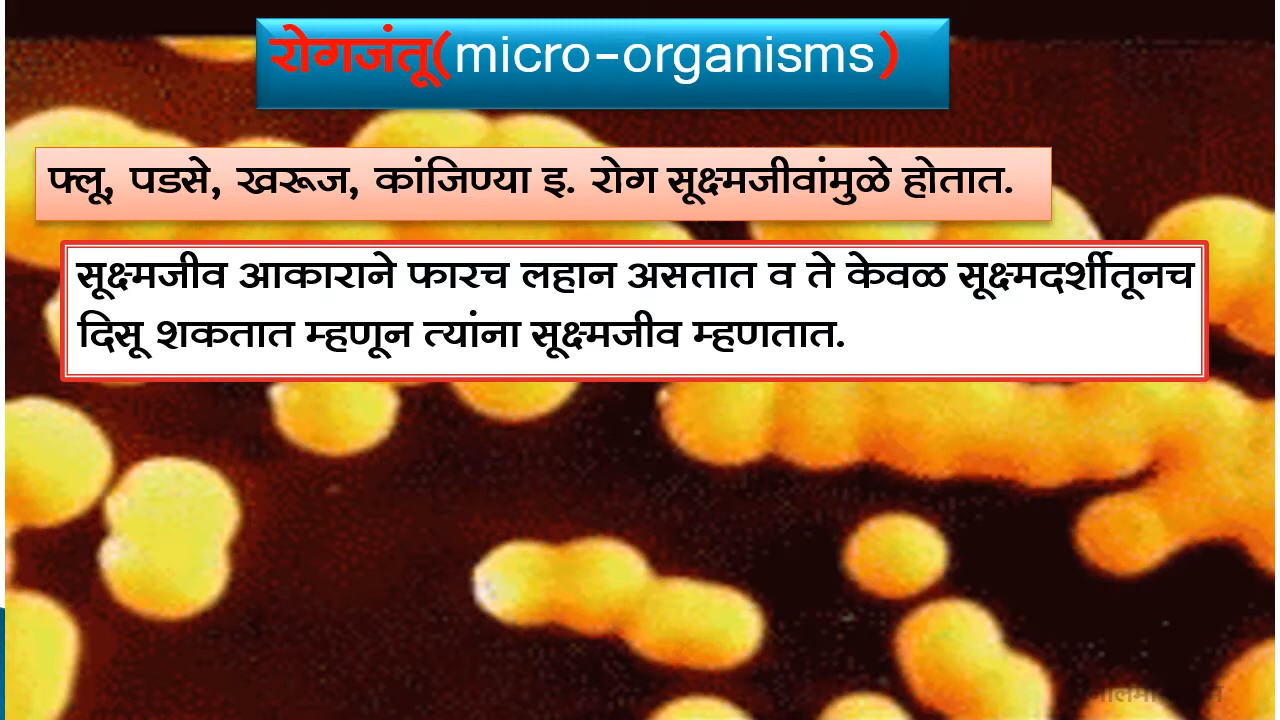 रोगजंतू(micro-organisms)
फ्लू, पडसे, खरूज, कांजिण्या इ. रोग सूक्ष्मजीवांमुळे होतात.
सूक्ष्मजीव आकाराने फारच लहान असतात व ते केवळ सूक्ष्मदर्शीतूनच
दिसू शकतात म्हणून त्यांना सूक्ष्मजीव म्हणतात.